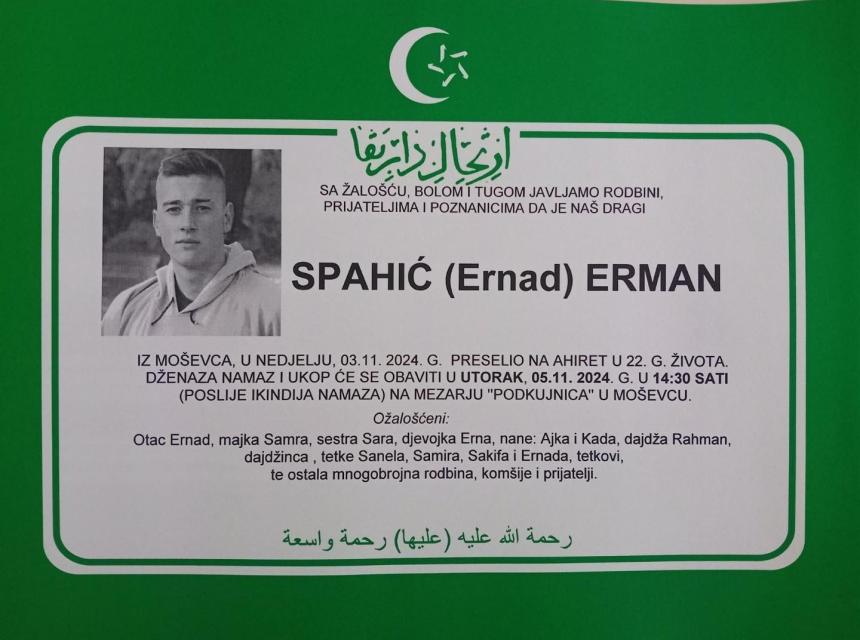 ارتحال دار بقا
SA ŽALOŠĆU, BOLOM I TUGOM JAVLJAMO RODBINI,
PRIJATELJIMA I POZNANICIMA DA JE NAŠ DRAGI
SPAHIĆ (Ernad) ERMAN
IZ MOŠEVCA, U NEDJELJU, 03.11. 2024. G. PRESELIO NA AHIRET U 22. G. ŽIVOTA.
DŽENAZA NAMAZ I UKOP ĆE SE OBAVITI U UTORAK, 05.11. 2024. G. U 14:30 SATI
(POSLIJE IKINDIJA NAMAZA) NA MEZARJU "PODKUJNICA" U MOŠEVCU.
Ožalošćeni:
Otac Ernad, majka Samra, sestra Sara, djevojka Erna, nane: Ajka i Kada, dajdža Rahman,
dajdžinca , tetke Sanela, Samira, Sakifa i Ernada, tetkovi,
te ostala mnogobrojna rodbina, komšije i prijatelji.
رحمة الله عليه (عليها) رحمة واسعة